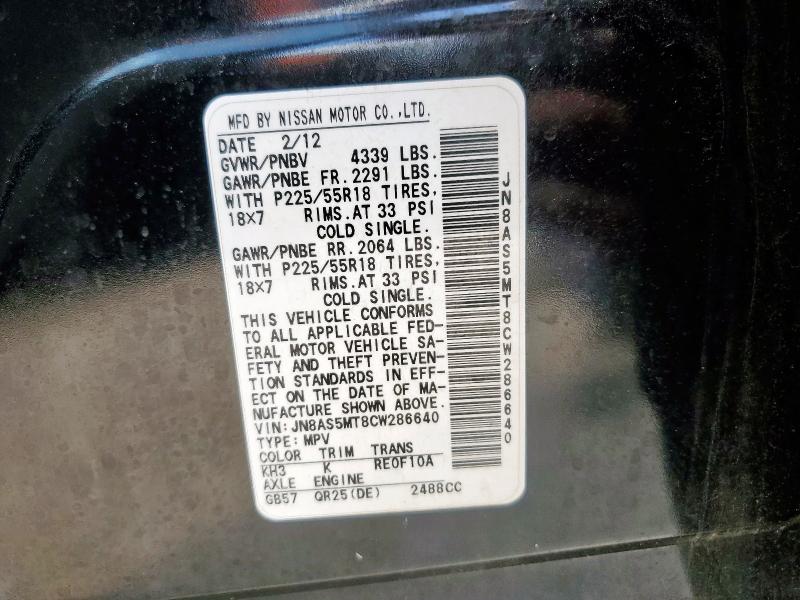 MFD BY NISSAN MOTOR CO.,LTD.
DATE 2/12
GVWR/PNBV 4339 LBS.
GAWR/PNBE FR.2291 LBS.
WITH P225/55R18 TIRES,
18X7 RIMS.AT 33 PSI
COLD SINGLE.
GAWR/PNBE RR.2064 LBS.
WITH P225/55R18 TIRES,
18X7 RIMS.AT 33 PSI
COLD SINGLE.
THIS VEHICLE CONFORMS
TO ALL APPLICABLE FED-
ERAL MOTOR VEHICLE SA-
FETY AND THEFT PREVEN-
TION STANDARDS IN EFF-
ECT ON THE DATE OF MA-
NUFACTURE SHOWN ABOVE.
VIN:JN8AS5MT8CW286640
TYPE:MPV
COLOR TRIM TRANS
KH3 K RE0F10A
AXLE ENGINE
GB57 QR25(DE) 2488CC
JN8AS5MT8CW286640